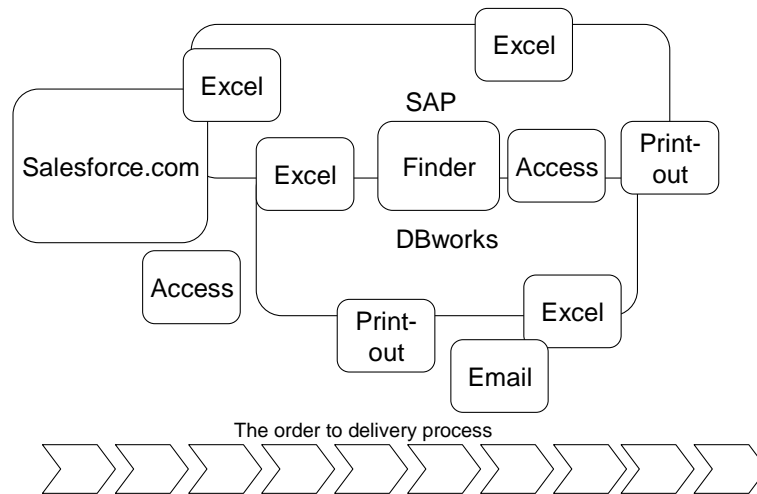 Excel
Excel
SAP
Salesforce.com
Excel
Finder
Access
Print-
out
DBworks
Access
Print-
out
Excel
Email
The order to delivery process